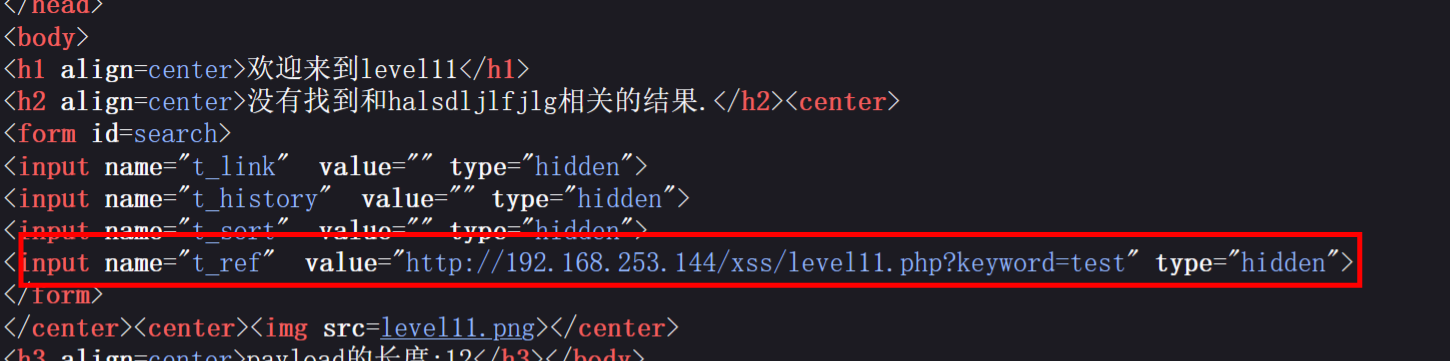 </head>
<body>
<h1 align=center>欢迎来到level11</h1>
<h2 align=center>没有找到和halsdljlfjlg相关的结果.</h2><center>
<form id=search>
<input name="t_link"  value="" type="hidden">
<input name="t_history"  value="" type="hidden">
<input name="t_sort"  value="" type="hidden">
<input name="t_ref"  value="http://192.168.253.144/xss/level11.php?keyword=test" type="hidden">
</form>
</center><center><img src=level11.png></center>
<h3 align=center>payload的长度:12</h3></body>